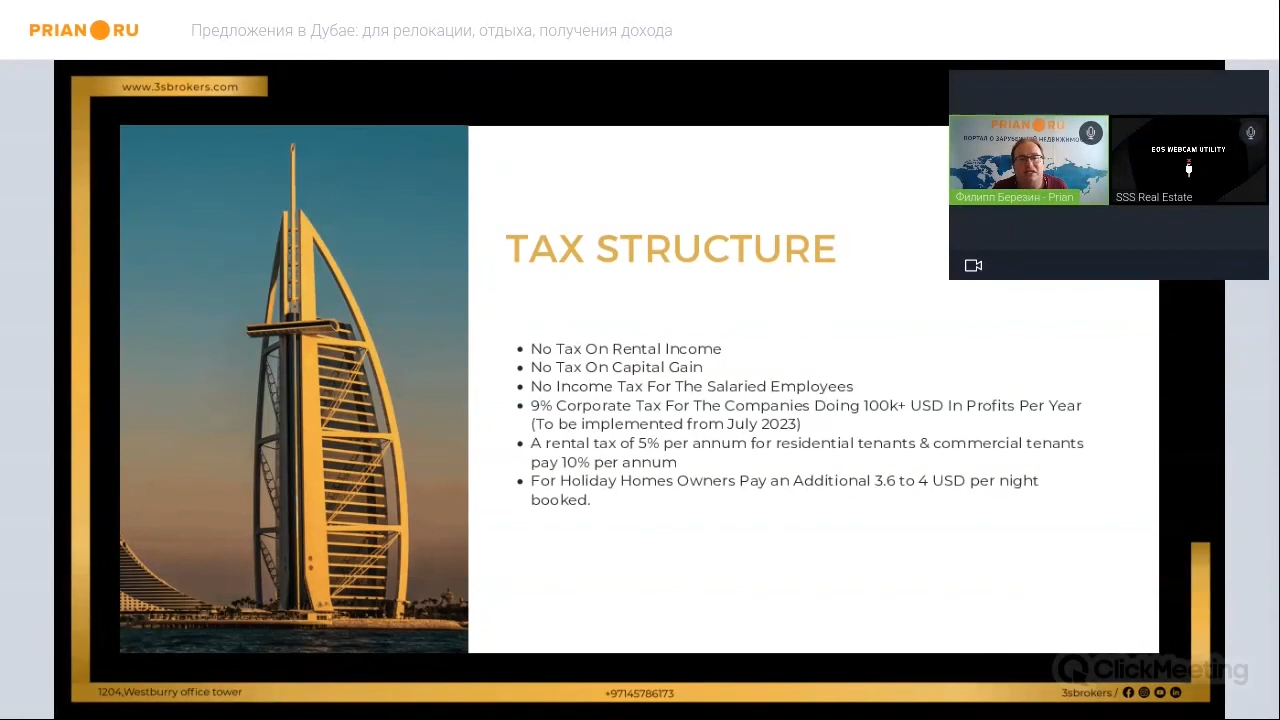 PRIAN RU
Предложения в Дубае: для релокации, отдыха, получения дохода
www.3sbrokers.com
PRIAN RU
ПОРТАЛ О ЗАРУБЕЖНОЙ НЕДВИЖИМО
Филипп Березин - Prian
EOS WEBCAM UTILITY
SSS Real Estate
TAX STRUCTURE
• No Tax On Rental Income
• No Tax On Capital Gain
• No Income Tax For The Salaried Employees
• 9% Corporate Tax For The Companies Doing 100k+ USD In Profits Per Year
(To be implemented from July 2023)
• A rental tax of 5% per annum for residential tenants & commercial tenants
pay 10% per annum
• For Holiday Homes Owners Pay an Additional 3.6 to 4 USD per night
booked.
ClickMeeting
1204,Westburry office tower
+97145786173
3sbrokers /